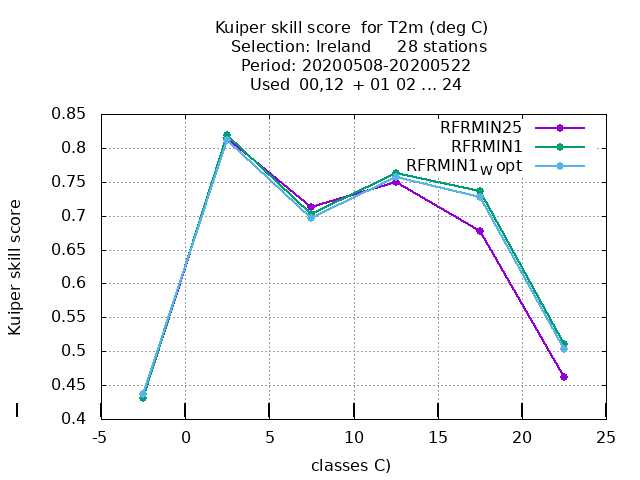 Kuiper skill score for T2m (deg C)
Selection: Ireland 28 stations
Period: 20200508-20200522
Used 00,12 + 01 02 ... 24
0.85
0.8
0.75
0.7
0.65
0.6
0.55
0.5
0.45
0.4
RFRMIN25
RFRMIN1
RFRMIN1W opt
Kuiper skill score
-5
0
5
10
15
20
25
classes C)